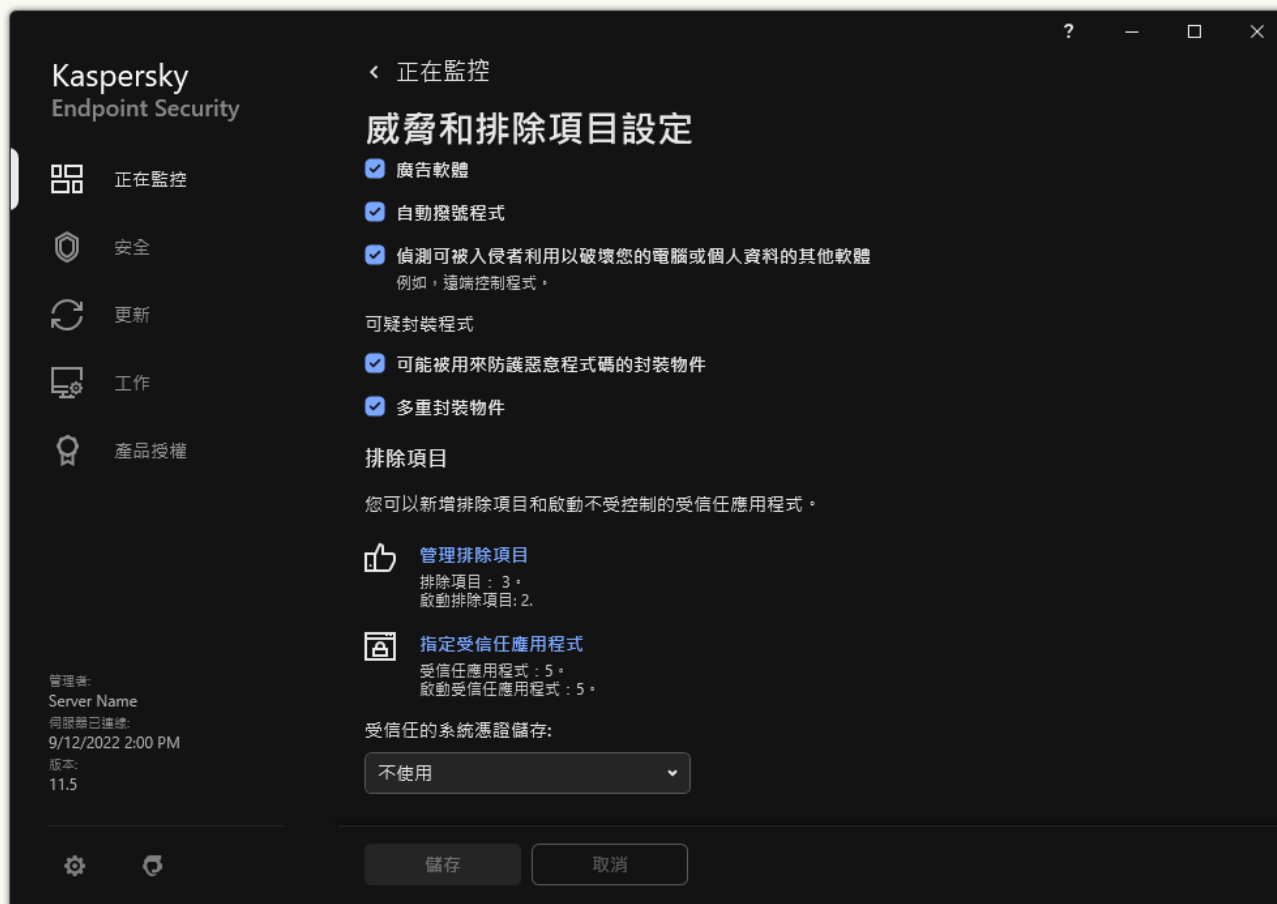 ?
Kaspersky
Endpoint Security
正在監控
安全
更新
工作
產品授權
管理者:
Server Name
伺服器已連線:
9/12/2022 2:00 PM
版本:
11.5
正在監控
威脅和排除項目設定
廣告軟體
自動撥號程式
偵測可被入侵者利用以破壞您的電腦或個人資料的其他軟體
例如，遠端控制程式。
可疑封裝程式
可能被用來防護惡意程式碼的封裝物件
多重封裝物件
排除項目
您可以新增排除項目和啟動不受控制的受信任應用程式。
管理排除項目
排除項目： 3。
啟動排除項目: 2.
指定受信任應用程式
受信任應用程式：5。
啟動受信任應用程式：5。
受信任的系統憑證儲存:
不使用
儲存
取消